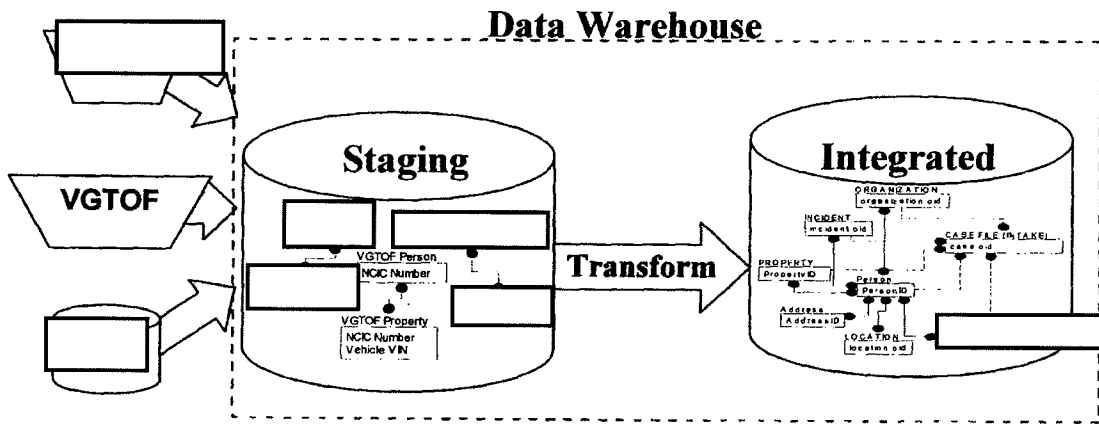 Data Warehouse
VGTOF
Staging
VGTOF Person
NCIC Number
VGTOF Property
NCIC Number
Vehicle VIN
Transform
Integrated
ORGANIZATION
organization oid
INCIDENT
incident oid
CASE FILE (INTAKE)
case oid
PROPERTY
PropertyID
Person
PersonID
Address
AddressID
LOCATION
location oid